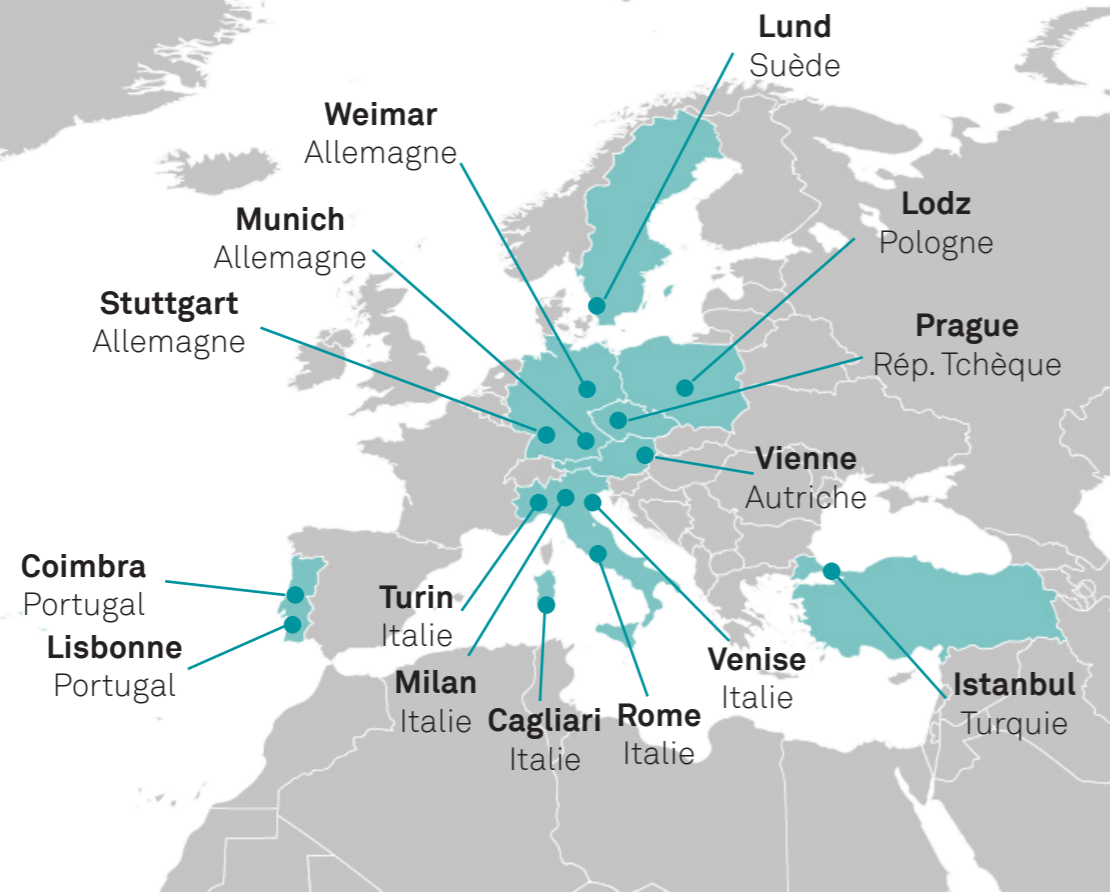 Lund
Suède
Weimar
Allemagne
Munich
Allemagne
Lodz
Pologne
Stuttgart
Allemagne
Prague
Rép. Tchèque
Vienne
Autriche
Coimbra
Portugal
Lisbonne
Portugal
Turin
Italie
Milan
Italie
Cagliari
Italie
Rome
Italie
Venise
Italie
Istanbul
Turquie